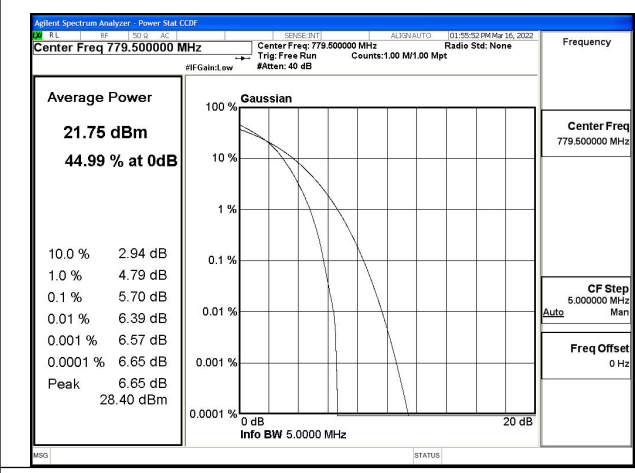 Agilent Spectrum Analyzer - Power Stat CCDF
LXI RL RF 50 Ω AC SENSE:INT ALIGN AUTO 01:55:52 PM Mar 16, 2022
Center Freq 779.500000 MHz
Center Freq: 779.500000 MHz Radio Std: None
Trig: Free Run Counts:1.00 M/1.00 Mpt
#IFGain:Low #Atten: 40 dB
Frequency
Average Power
21.75 dBm
44.99 % at 0dB
10.0 % 2.94 dB
1.0 % 4.79 dB
0.1 % 5.70 dB
0.01 % 6.39 dB
0.001 % 6.57 dB
0.0001 % 6.65 dB
Peak 6.65 dB
28.40 dBm
Gaussian
100 %
10 %
1 %
0.1 %
0.01 %
0.001 %
0.0001 %
0 dB 20 dB
Info BW 5.0000 MHz
Center Freq
779.500000 MHz
CF Step
5.000000 MHz
Auto Man
Freq Offset
0 Hz
MSG STATUS